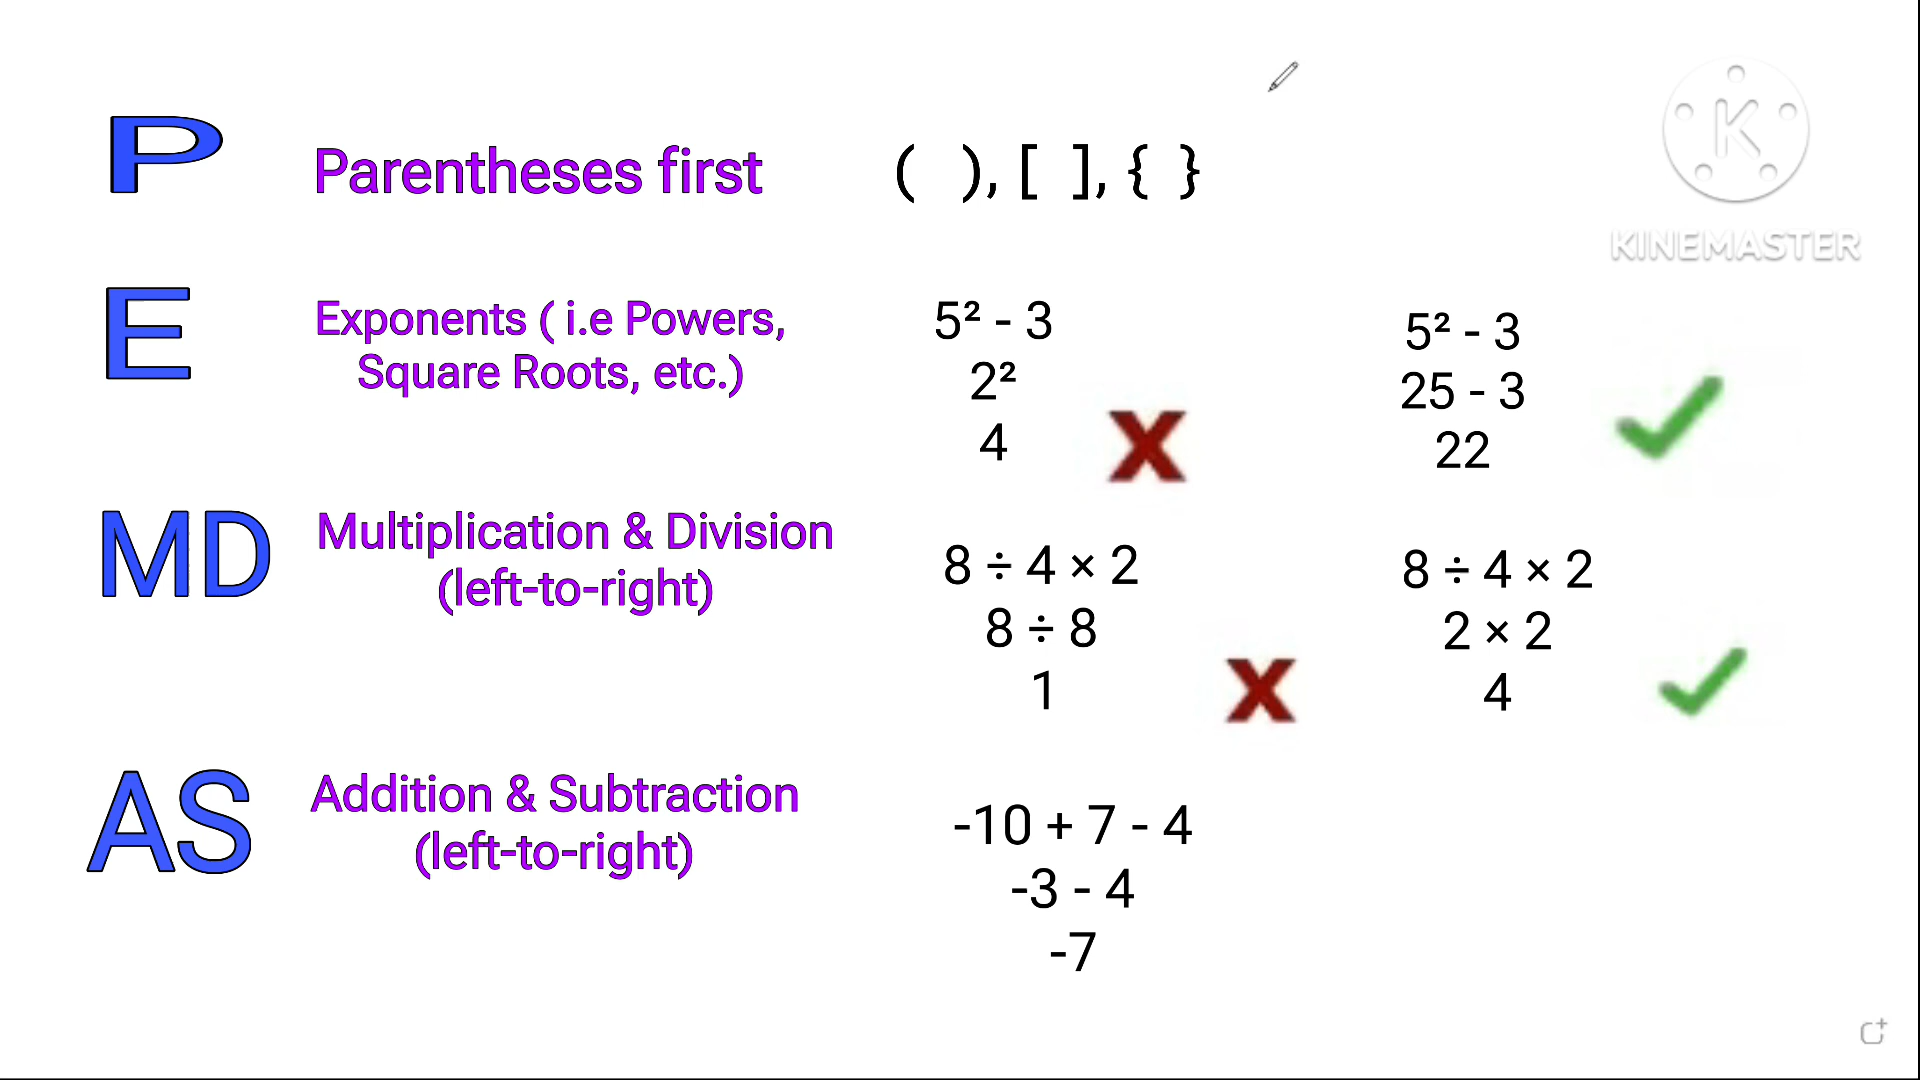 P
Parentheses first
( ), [ ], { }
K
KINEMASTER
E
Exponents ( i.e Powers,
Square Roots, etc.)
5² - 3
2²
4
X
5² - 3
25 - 3
22
MD
Multiplication & Division
(left-to-right)
8 ÷ 4 × 2
8 ÷ 8
1
X
8 ÷ 4 × 2
2 × 2
4
AS
Addition & Subtraction
(left-to-right)
-10 + 7 - 4
-3 - 4
-7